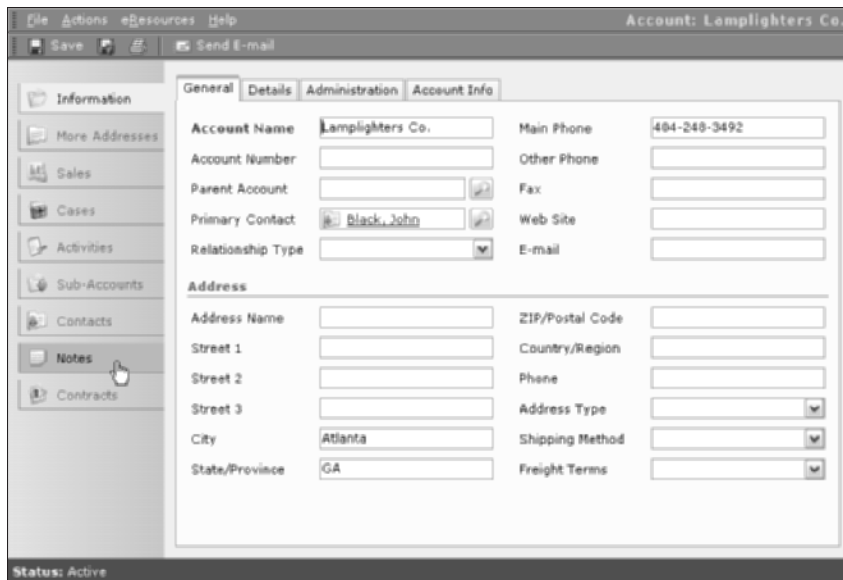 File Actions eResources Help Account: Lamplighters Co.
Save Send E-mail
Information
More Addresses
Sales
Cases
Activities
Sub-Accounts
Contacts
Notes
Contracts
General Details Administration Account Info
Account Name Lamplighters Co. Main Phone 404-248-3492
Account Number Other Phone
Parent Account Fax
Primary Contact Black, John Web Site
Relationship Type E-mail
Address
Address Name ZIP/Postal Code
Street 1 Country/Region
Street 2 Phone
Street 3 Address Type
City Atlanta Shipping Method
State/Province GA Freight Terms
Status: Active